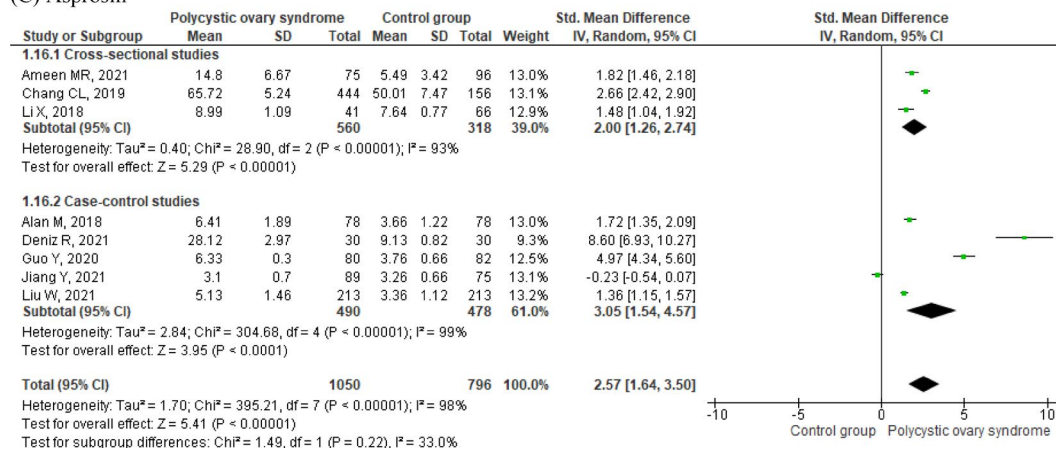 (C) Asprosin
Polycystic ovary syndrome Control group Std. Mean Difference Std. Mean Difference
Study or Subgroup Mean SD Total Mean SD Total Weight IV, Random, 95% CI IV, Random, 95% CI
1.16.1 Cross-sectional studies
Ameen MR, 2021 14.8 6.67 75 5.49 3.42 96 13.0% 1.82 [1.46, 2.18]
Chang CL, 2019 65.72 5.24 444 50.01 7.47 156 13.1% 2.66 [2.42, 2.90]
Li X, 2018 8.99 1.09 41 7.64 0.77 66 12.9% 1.48 [1.04, 1.92]
Subtotal (95% CI) 560 318 39.0% 2.00 [1.26, 2.74]
Heterogeneity: Tau² = 0.40; Chi² = 28.90, df = 2 (P < 0.00001); I² = 93%
Test for overall effect: Z = 5.29 (P < 0.00001)
1.16.2 Case-control studies
Alan M, 2018 6.41 1.89 78 3.66 1.22 78 13.0% 1.72 [1.35, 2.09]
Deniz R, 2021 28.12 2.97 30 9.13 0.82 30 9.3% 8.60 [6.93, 10.27]
Guo Y, 2020 6.33 0.3 80 3.76 0.66 82 12.5% 4.97 [4.34, 5.60]
Jiang Y, 2021 3.1 0.7 89 3.26 0.66 75 13.1% -0.23 [-0.54, 0.07]
Liu W, 2021 5.13 1.46 213 3.36 1.12 213 13.2% 1.36 [1.15, 1.57]
Subtotal (95% CI) 490 478 61.0% 3.05 [1.54, 4.57]
Heterogeneity: Tau² = 2.84; Chi² = 304.68, df = 4 (P < 0.00001); I² = 99%
Test for overall effect: Z = 3.95 (P < 0.0001)
Total (95% CI) 1050 796 100.0% 2.57 [1.64, 3.50]
Heterogeneity: Tau² = 1.70; Chi² = 395.21, df = 7 (P < 0.00001); I² = 98%
Test for overall effect: Z = 5.41 (P < 0.00001)
Test for subgroup differences: Chi² = 1.49, df = 1 (P = 0.22), I² = 33.0%
-10 -5 0 5 10
Control group Polycystic ovary syndrome